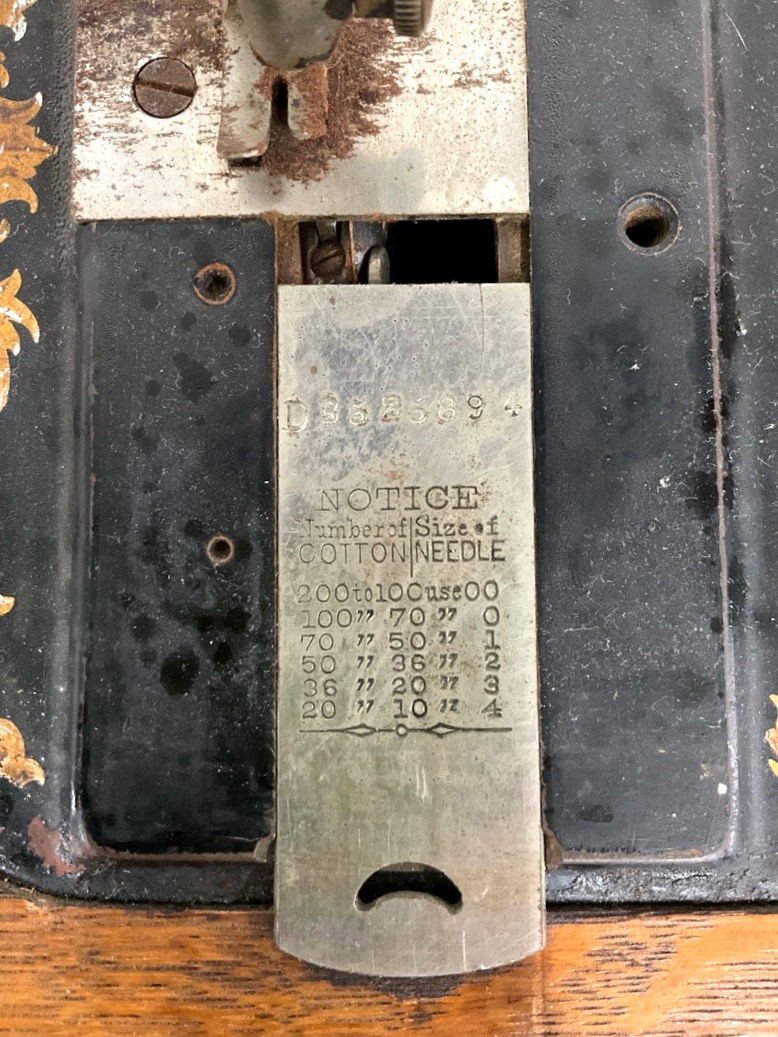 D3626894
NOTICE
Number of Size of
COTTON NEEDLE
200 to 100 use 00
100 " 70 " 0
70 " 50 " 1
50 " 36 " 2
36 " 20 " 3
20 " 10 " 4